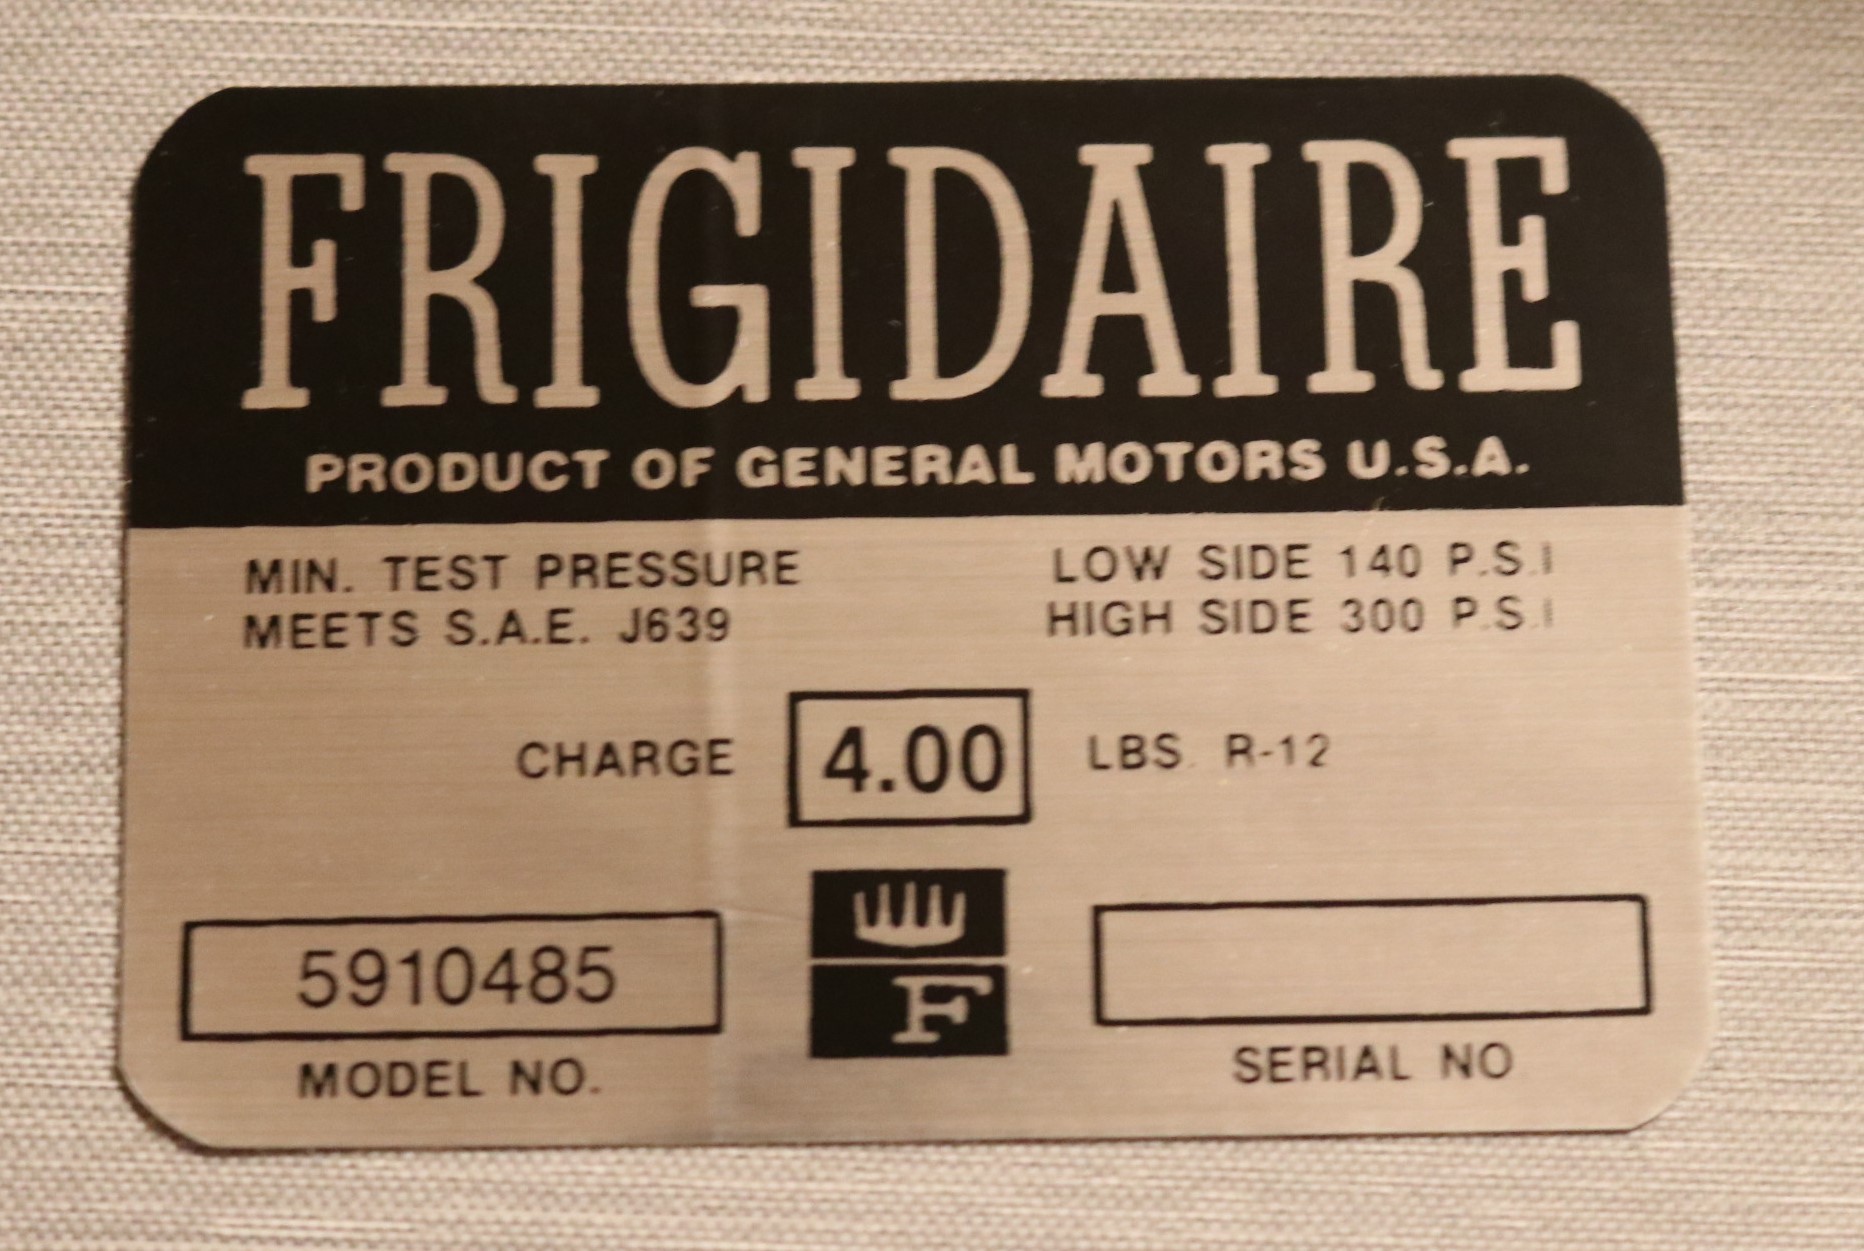 FRIGIDAIRE
PRODUCT OF GENERAL MOTORS U.S.A.
MIN. TEST PRESSURE LOW SIDE 140 P.S.I
MEETS S.A.E. J639 HIGH SIDE 300 P.S.I
CHARGE 4.00 LBS. R-12
5910485
F
MODEL NO. SERIAL NO